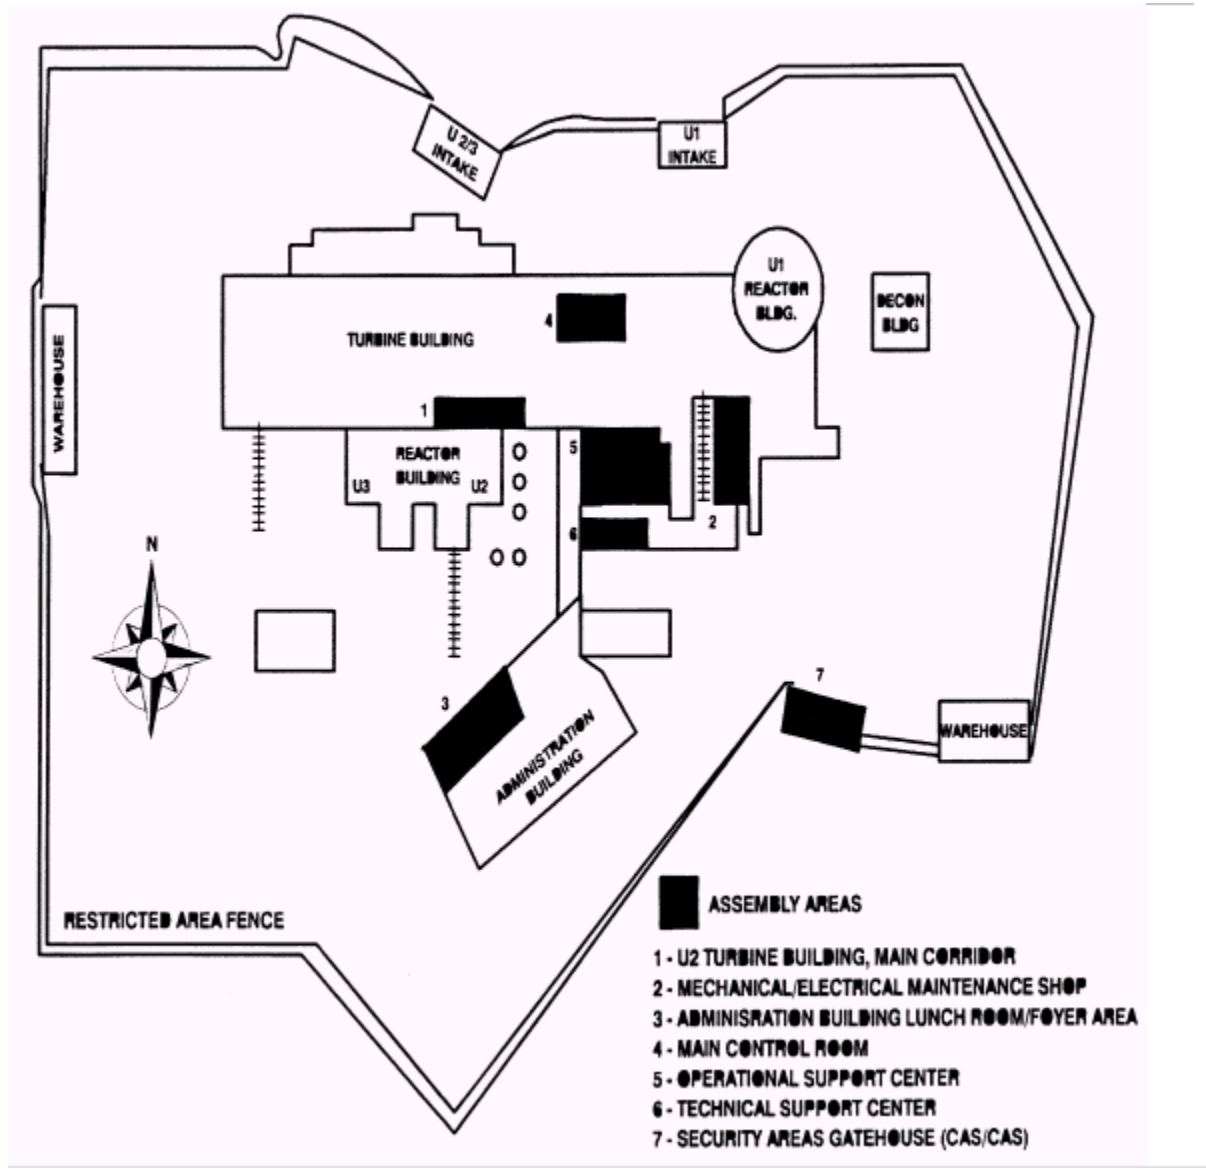 U 2/3
INTAKE
U1
INTAKE
U1
REACTOR
BLDG.
DECON
BLDG
4
TURBINE BUILDING
WAREHOUSE
1
REACTOR
BUILDING
U3
U2
5
6
2
N
3
7
ADMINISTRATION
BUILDING
WAREHOUSE
RESTRICTED AREA FENCE
ASSEMBLY AREAS
1 - U2 TURBINE BUILDING, MAIN CORRIDOR
2 - MECHANICAL/ELECTRICAL MAINTENANCE SHOP
3 - ADMINISRATION BUILDING LUNCH ROOM/FOYER AREA
4 - MAIN CONTROL ROOM
5 - OPERATIONAL SUPPORT CENTER
6 - TECHNICAL SUPPORT CENTER
7 - SECURITY AREAS GATEHOUSE (CAS/CAS)